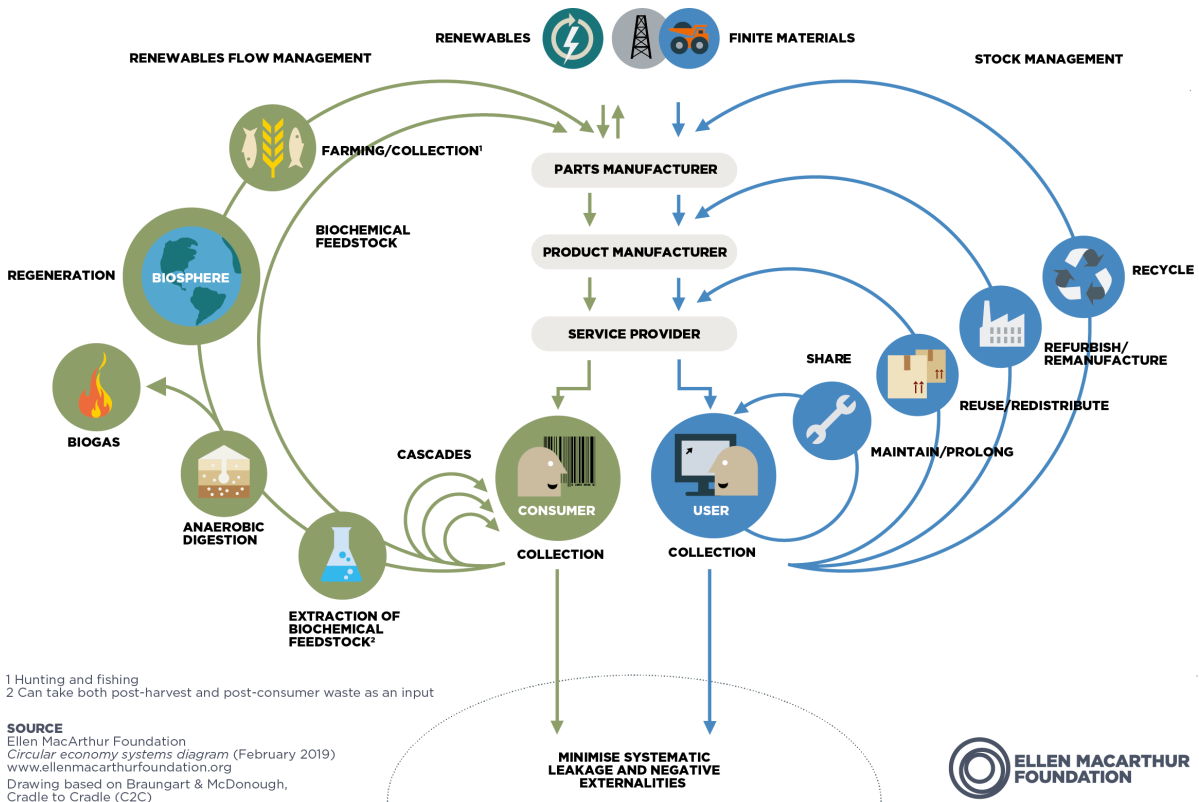 RENEWABLES
FINITE MATERIALS
RENEWABLES FLOW MANAGEMENT
STOCK MANAGEMENT
FARMING/COLLECTION¹
PARTS MANUFACTURER
BIOCHEMICAL
FEEDSTOCK
PRODUCT MANUFACTURER
REGENERATION
BIOSPHERE
RECYCLE
SERVICE PROVIDER
SHARE
REFURBISH/
REMANUFACTURE
REUSE/REDISTRIBUTE
BIOGAS
CASCADES
MAINTAIN/PROLONG
CONSUMER
USER
ANAEROBIC
DIGESTION
COLLECTION
COLLECTION
EXTRACTION OF
BIOCHEMICAL
FEEDSTOCK²
1 Hunting and fishing
2 Can take both post-harvest and post-consumer waste as an input
SOURCE
Ellen MacArthur Foundation
Circular economy systems diagram (February 2019)
www.ellenmacarthurfoundation.org
Drawing based on Braungart & McDonough,
Cradle to Cradle (C2C)
MINIMISE SYSTEMATIC
LEAKAGE AND NEGATIVE
EXTERNALITIES
ELLEN MACARTHUR
FOUNDATION